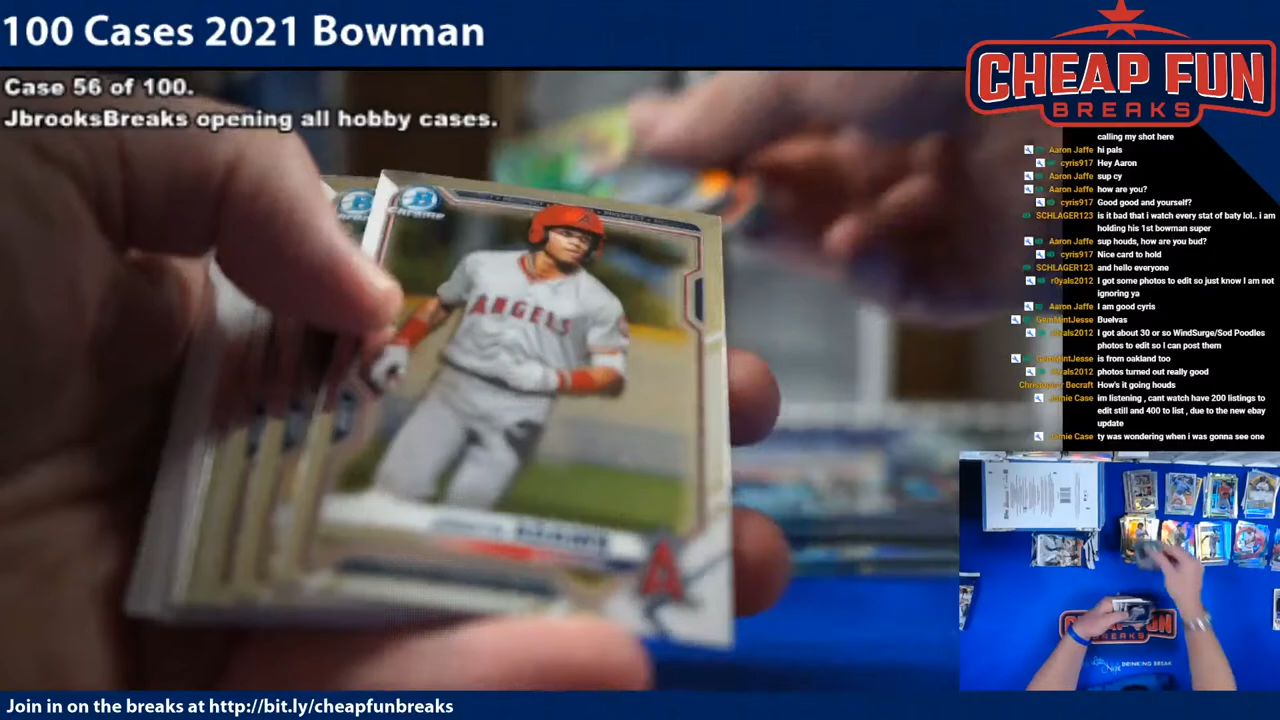 100 Cases 2021 Bowman
Case 56 of 100.
JbrooksBreaks opening all hobby cases.
CHEAP FUN
BREAKS
calling my shot here
Aaron Jaffe hi pals
cyris917 Hey Aaron
Aaron Jaffe sup cy
Aaron Jaffe how are you?
cyris917 Good good and yourself?
SCHLAGER123 is it bad that i watch every stat of baty lol.. i am
holding his 1st bowman super
Aaron Jaffe sup houds, how are you bud?
cyris917 Nice card to hold
SCHLAGER123 and hello everyone
r0yals2012 I got some photos to edit so just know I am not
ignoring ya
Aaron Jaffe I am good cyris
GemMintJesse Buelvas
r0yals2012 I got about 30 or so WindSurge/Sod Poodles
photos to edit so I can post them
GemMintJesse is from oakland too
r0yals2012 photos turned out really good
Christopher Becraft How's it going houds
Jamie Case im listening , cant watch have 200 listings to
edit still and 400 to list , due to the new ebay
update
Jamie Case ty was wondering when i was gonna see one
B
CHROME
A
ANGELS
A
CHEAP FUN
BREAKS
DRINKING BREAK
Join in on the breaks at http://bit.ly/cheapfunbreaks